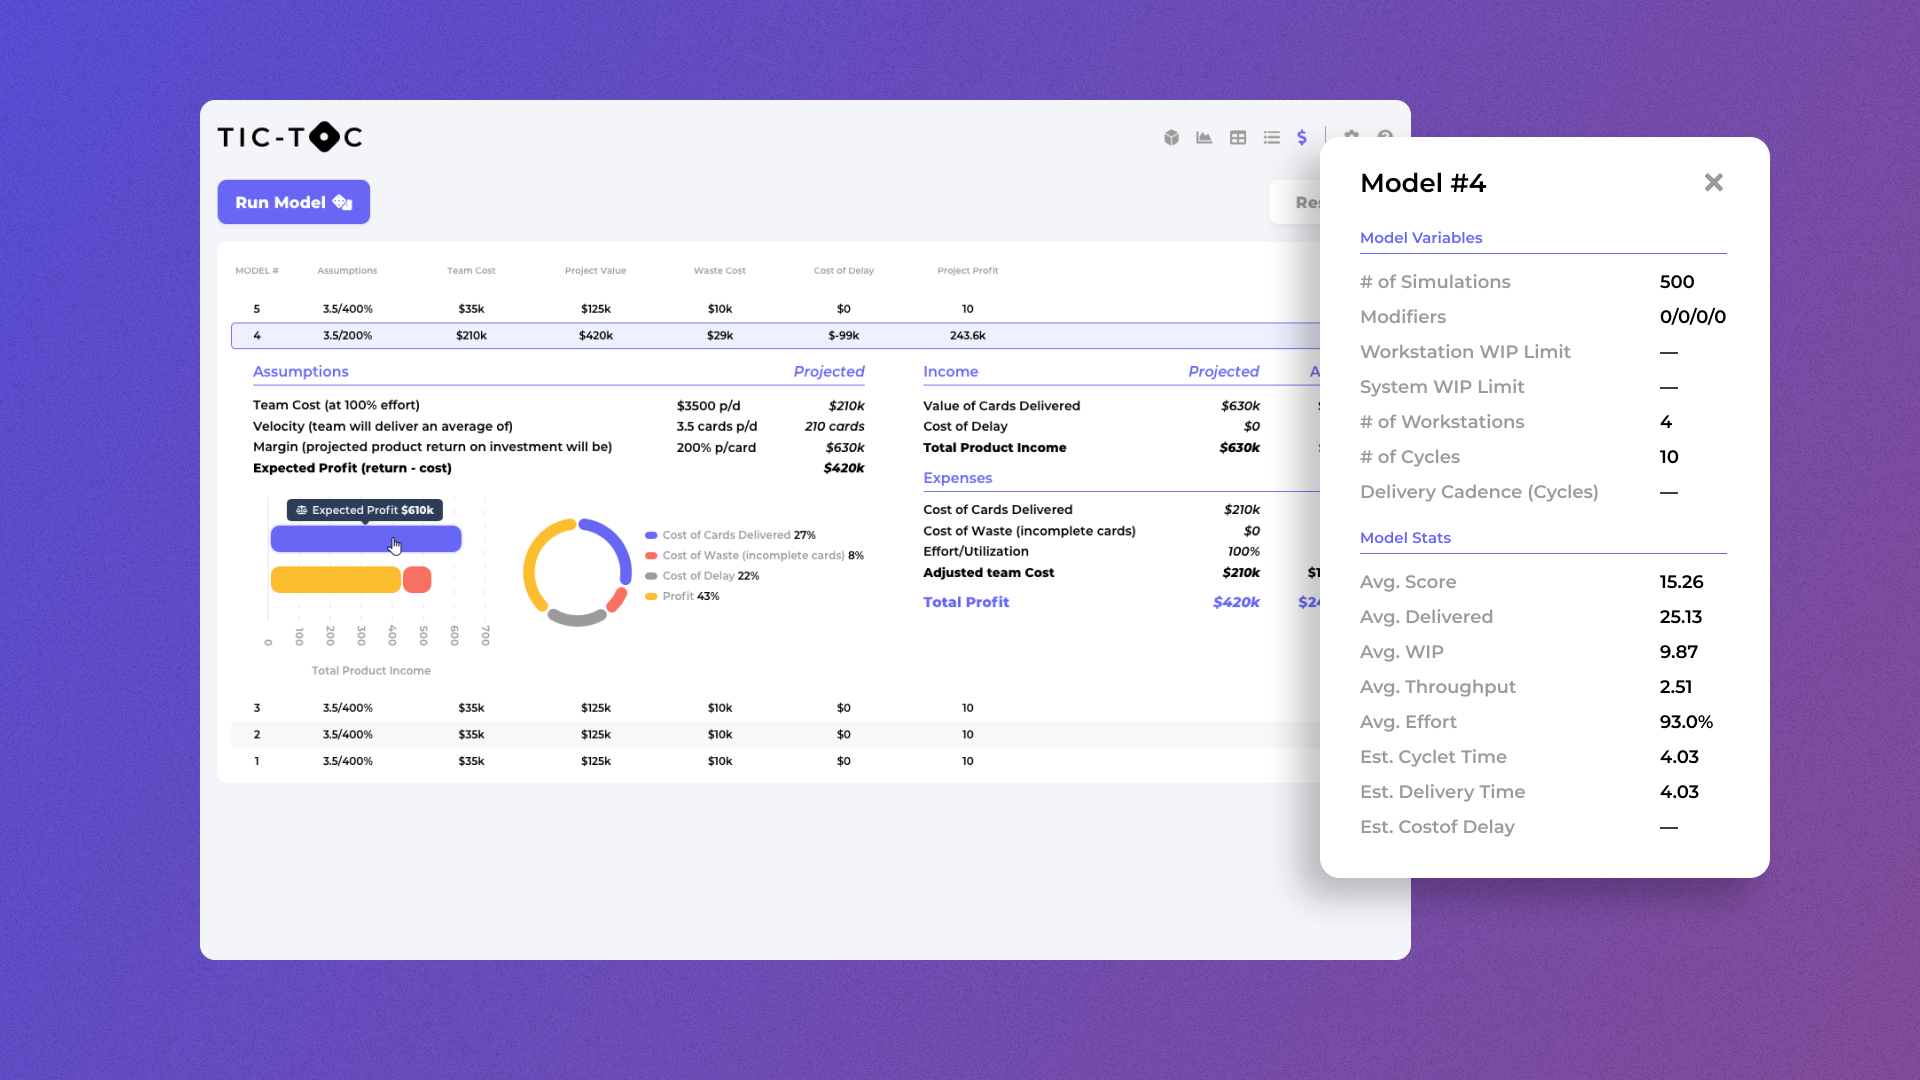 TIC-TOC
Run Model
MODEL # Assumptions Team Cost Project Value Waste Cost Cost of Delay Project Profit
5 3.5/400% $35k $125k $10k $0 10
4 3.5/200% $210k $420k $29k $-99k 243.6k
Assumptions Projected
Team Cost (at 100% effort) $3500 p/d $210k
Velocity (team will deliver an average of) 3.5 cards p/d 210 cards
Margin (projected product return on investment will be) 200% p/card $630k
Expected Profit (return - cost) $420k
Expected Profit $610k
0 100 200 300 400 500 600 700
Total Product Income
Cost of Cards Delivered 27%
Cost of Waste (incomplete cards) 8%
Cost of Delay 22%
Profit 43%
Income Projected
Value of Cards Delivered $630k
Cost of Delay $0
Total Product Income $630k
Expenses
Cost of Cards Delivered $210k
Cost of Waste (incomplete cards) $0
Effort/Utilization 100%
Adjusted team Cost $210k
Total Profit $420k
3 3.5/400% $35k $125k $10k $0 10
2 3.5/400% $35k $125k $10k $0 10
1 3.5/400% $35k $125k $10k $0 10
Model #4
Model Variables
# of Simulations 500
Modifiers 0/0/0/0
Workstation WIP Limit —
System WIP Limit —
# of Workstations 4
# of Cycles 10
Delivery Cadence (Cycles) —
Model Stats
Avg. Score 15.26
Avg. Delivered 25.13
Avg. WIP 9.87
Avg. Throughput 2.51
Avg. Effort 93.0%
Est. Cyclet Time 4.03
Est. Delivery Time 4.03
Est. Costof Delay —